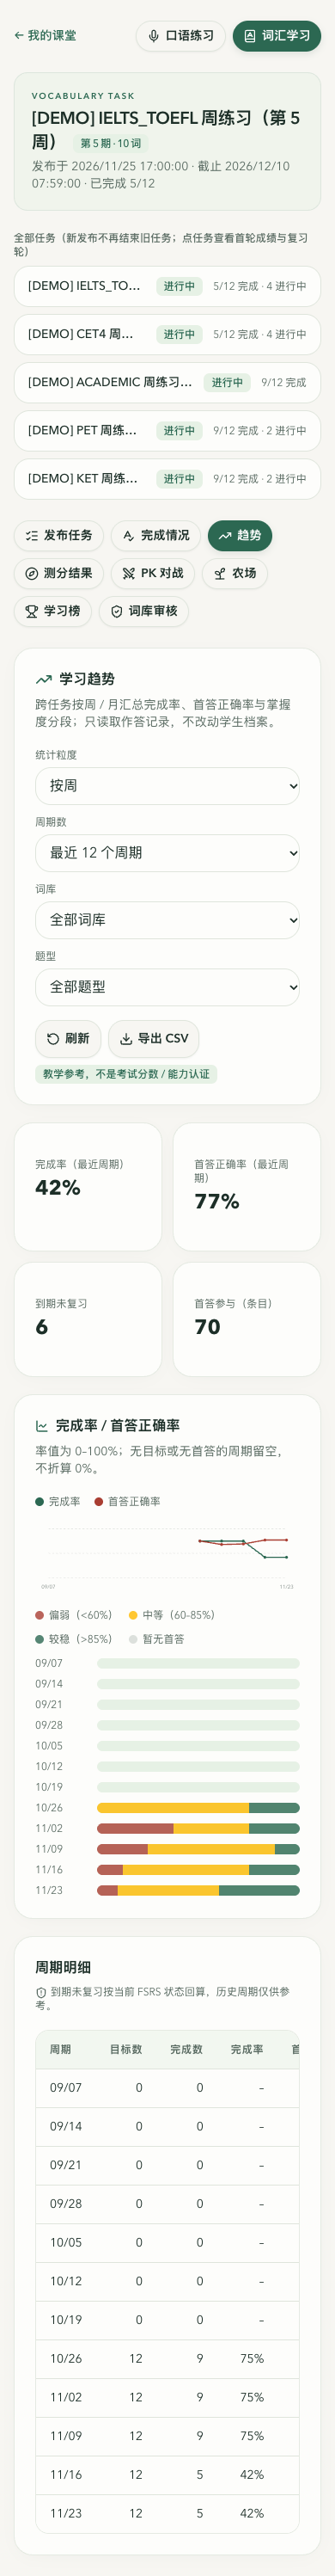 ← 我的课堂
口语练习
词汇学习
VOCABULARY TASK
[DEMO] IELTS_TOEFL 周练习（第 5
周） 第 5 期 · 10 词
发布于 2026/11/25 17:00:00 · 截止 2026/12/10
07:59:00 · 已完成 5/12
全部任务（新发布不再结束旧任务；点任务查看首轮成绩与复习
轮）
[DEMO] IELTS_TO... 进行中 5/12 完成 · 4 进行中
[DEMO] CET4 周... 进行中 5/12 完成 · 4 进行中
[DEMO] ACADEMIC 周练习... 进行中 9/12 完成
[DEMO] PET 周练... 进行中 9/12 完成 · 2 进行中
[DEMO] KET 周练... 进行中 9/12 完成 · 2 进行中
发布任务 完成情况 趋势
测分结果 PK 对战 农场
学习榜 词库审核
学习趋势
跨任务按周 / 月汇总完成率、首答正确率与掌握
度分段；只读取作答记录，不改动学生档案。
统计粒度
按周
周期数
最近 12 个周期
词库
全部词库
题型
全部题型
刷新 导出 CSV
教学参考，不是考试分数 / 能力认证
完成率（最近周期）
42%
首答正确率（最近周
期）
77%
到期未复习
6
首答参与（条目）
70
完成率 / 首答正确率
率值为 0–100%；无目标或无首答的周期留空，
不折算 0%。
完成率 首答正确率
09/07 11/23
偏弱（<60%） 中等（60–85%）
较稳（>85%） 暂无首答
09/07
09/14
09/21
09/28
10/05
10/12
10/19
10/26
11/02
11/09
11/16
11/23
周期明细
到期未复习按当前 FSRS 状态回算，历史周期仅供参
考。
周期 目标数 完成数 完成率
09/07 0 0 –
09/14 0 0 –
09/21 0 0 –
09/28 0 0 –
10/05 0 0 –
10/12 0 0 –
10/19 0 0 –
10/26 12 9 75%
11/02 12 9 75%
11/09 12 9 75%
11/16 12 5 42%
11/23 12 5 42%